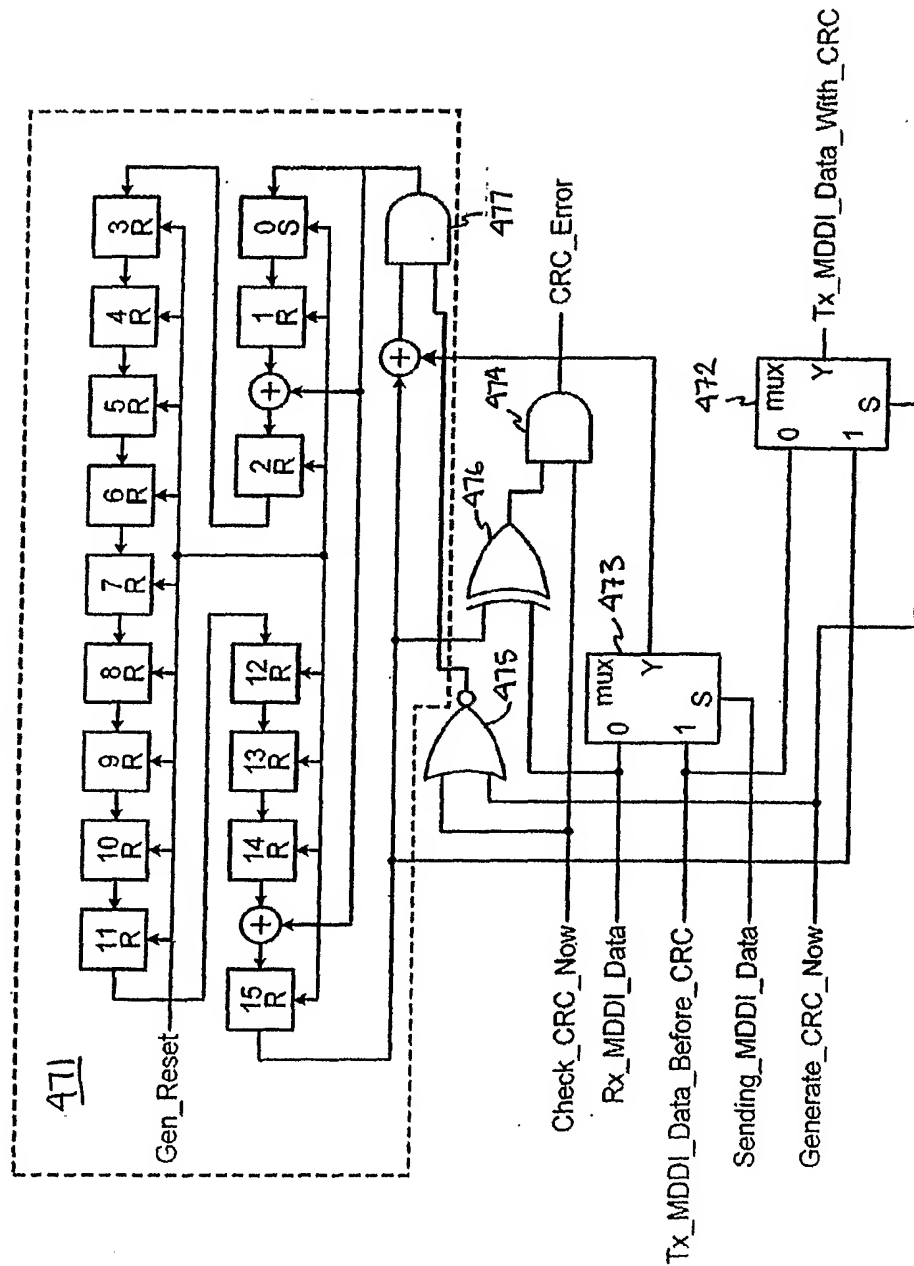 471
Gen_Reset
11 R
10 R
9 R
8 R
7 R
6 R
5 R
4 R
3 R
15 R
14 R
13 R
12 R
2 R
1 R
0 S
477
475
476
474
CRC_Error
473
mux
0
1
Y
S
472
mux
0
1
Y
S
Tx_MDDI_Data_With_CRC
Check_CRC_Now
Rx_MDDI_Data
Tx_MDDI_Data_Before_CRC
Sending_MDDI_Data
Generate_CRC_Now